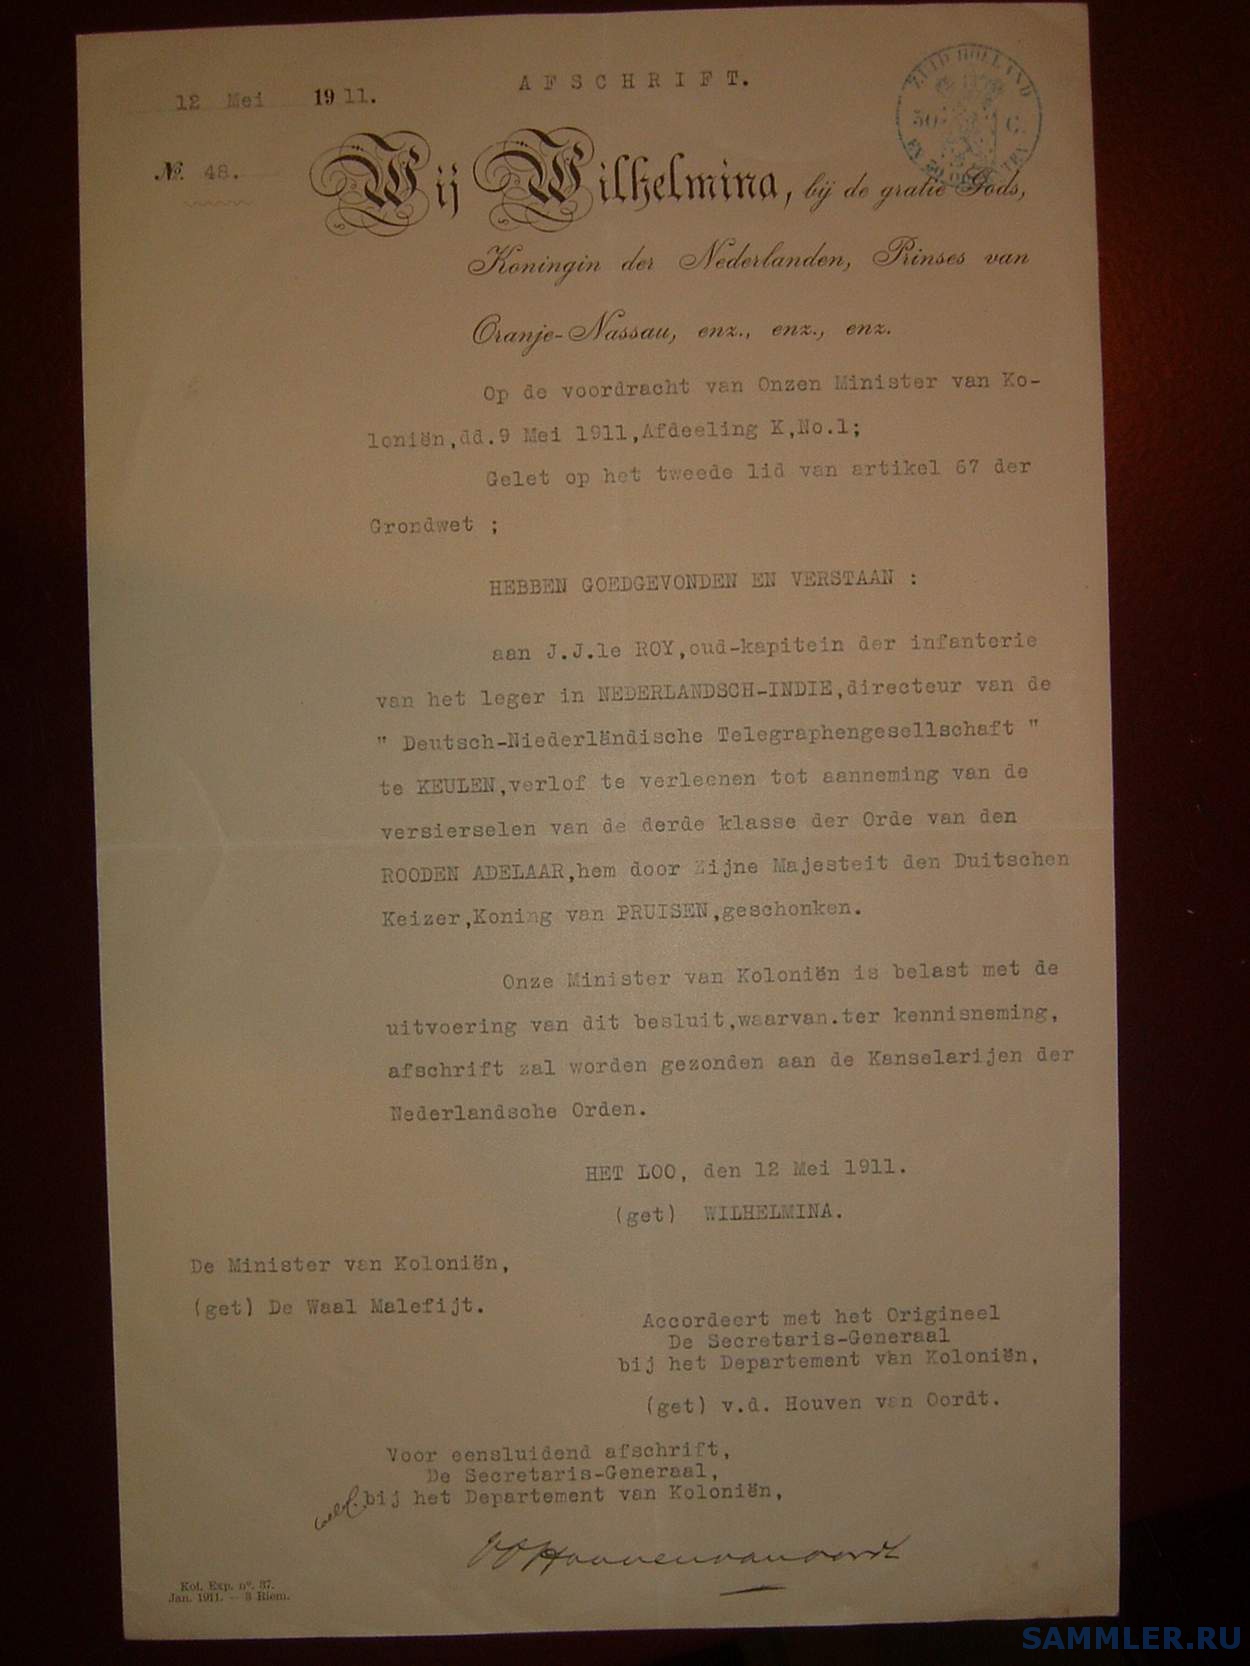 AFSCHRIFT.
12 Mei 1911.
ZUID HOLLAND
50 C.
No. 48.
Wij Wilhelmina, bij de gratie Gods,
Koningin der Nederlanden, Prinses van
Oranje-Nassau, enz., enz., enz.
Op de voordracht van Onzen Minister van Ko-
loniën,dd.9 Mei 1911,Afdeeling K,No.1;
Gelet op het tweede lid van artikel 67 der
Grondwet ;
HEBBEN GOEDGEVONDEN EN VERSTAAN :
aan J.J.le ROY,oud-kapitein der infanterie
van het leger in NEDERLANDSCH-INDIE,directeur van de
" Deutsch-Niederländische Telegraphengesellschaft "
te KEULEN,verlof te verleenen tot aanneming van de
versierselen van de derde klasse der Orde van den
ROODEN ADELAAR,hem door Zijne Majesteit den Duitschen
Keizer,Koning van PRUISEN,geschonken.
Onze Minister van Koloniën is belast met de
uitvoering van dit besluit,waarvan.ter kennisneming,
afschrift zal worden gezonden aan de Kanselarijen der
Nederlandsche Orden.
HET LOO, den 12 Mei 1911.
(get) WILHELMINA.
De Minister van Koloniën,
(get) De Waal Malefijt.
Accordeert met het Origineel
De Secretaris-Generaal
bij het Departement van Koloniën,
(get) v.d. Houven van Oordt.
Voor eensluidend afschrift,
De Secretaris-Generaal,
bij het Departement van Koloniën,
Houvenvanoordt
Kol. Exp. no. 37.
Jan. 1911. - 3 Riem.
SAMMLER.RU